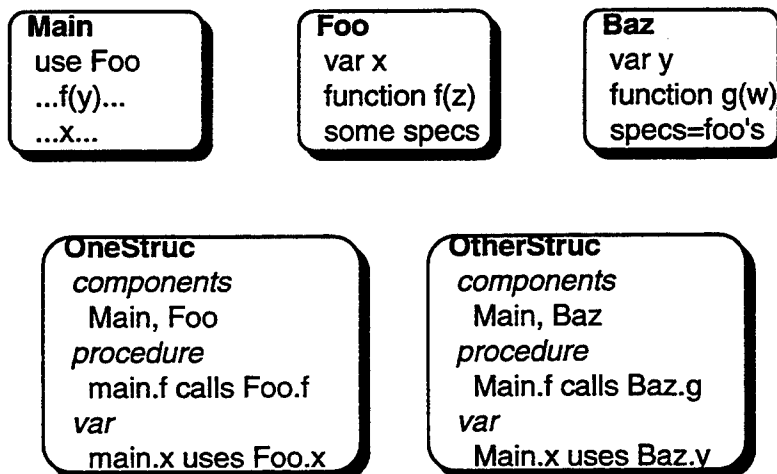 Main
use Foo
...f(y)...
...x...
Foo
var x
function f(z)
some specs
Baz
var y
function g(w)
specs=foo's
OneStruc
components
Main, Foo
procedure
main.f calls Foo.f
var
main.x uses Foo.x
OtherStruc
components
Main, Baz
procedure
Main.f calls Baz.g
var
Main.x uses Baz.y